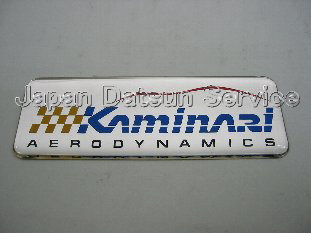 Japan Datsun Service
KAMINARI
AERODYNAMICS